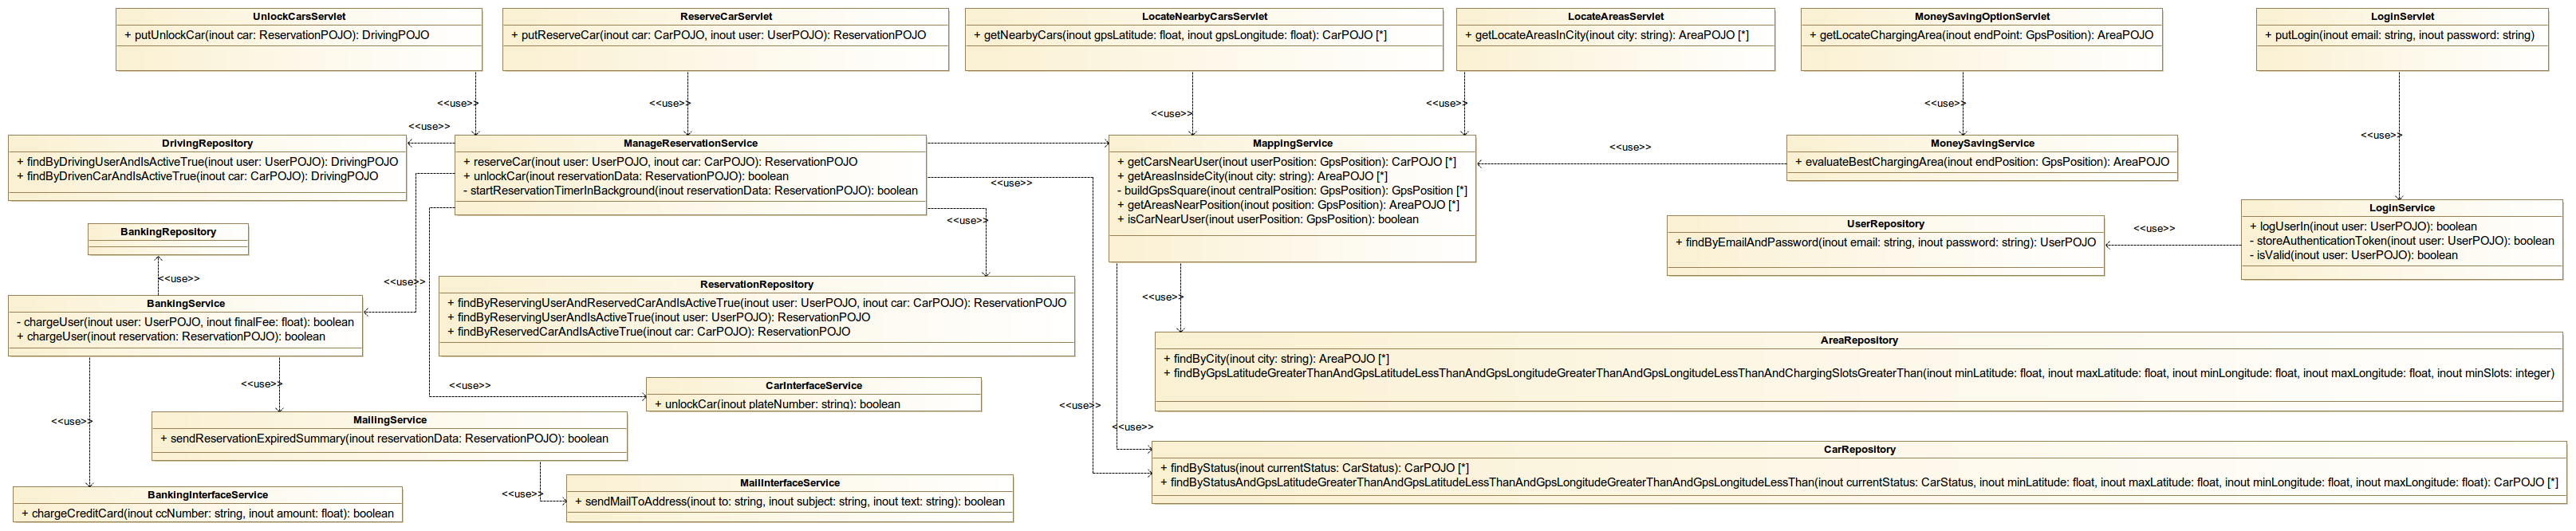 UnlockCarsServlet
+ putUnlockCar(inout car: ReservationPOJO): DrivingPOJO
ReserveCarServlet
+ putReserveCar(inout car: CarPOJO, inout user: UserPOJO): ReservationPOJO
LocateNearbyCarsServlet
+ getNearbyCars(inout gpsLatitude: float, inout gpsLongitude: float): CarPOJO [*]
LocateAreasServlet
+ getLocateAreasInCity(inout city: string): AreaPOJO [*]
MoneySavingOptionServlet
+ getLocateChargingArea(inout endPoint: GpsPosition): AreaPOJO
LoginServlet
+ putLogin(inout email: string, inout password: string)
<<use>>
<<use>>
<<use>>
<<use>>
<<use>>
<<use>>
<<use>>
DrivingRepository
+ findByDrivingUserAndIsActiveTrue(inout user: UserPOJO): DrivingPOJO
+ findByDrivenCarAndIsActiveTrue(inout car: CarPOJO): DrivingPOJO
ManageReservationService
+ reserveCar(inout user: UserPOJO, inout car: CarPOJO): ReservationPOJO
+ unlockCar(inout reservationData: ReservationPOJO): boolean
- startReservationTimerInBackground(inout reservationData: ReservationPOJO): boolean
<<use>>
<<use>>
MappingService
+ getCarsNearUser(inout userPosition: GpsPosition): CarPOJO [*]
+ getAreasInsideCity(inout city: string): AreaPOJO [*]
- buildGpsSquare(inout centralPosition: GpsPosition): GpsPosition [*]
+ getAreasNearPosition(inout position: GpsPosition): AreaPOJO [*]
+ isCarNearUser(inout userPosition: GpsPosition): boolean
<<use>>
MoneySavingService
+ evaluateBestChargingArea(inout endPosition: GpsPosition): AreaPOJO
UserRepository
+ findByEmailAndPassword(inout email: string, inout password: string): UserPOJO
<<use>>
LoginService
+ logUserIn(inout user: UserPOJO): boolean
- storeAuthenticationToken(inout user: UserPOJO): boolean
- isValid(inout user: UserPOJO): boolean
BankingRepository
<<use>>
<<use>>
BankingService
- chargeUser(inout user: UserPOJO, inout finalFee: float): boolean
+ chargeUser(inout reservation: ReservationPOJO): boolean
ReservationRepository
+ findByReservingUserAndReservedCarAndIsActiveTrue(inout user: UserPOJO, inout car: CarPOJO): ReservationPOJO
+ findByReservingUserAndIsActiveTrue(inout user: UserPOJO): ReservationPOJO
+ findByReservedCarAndIsActiveTrue(inout car: CarPOJO): ReservationPOJO
<<use>>
AreaRepository
+ findByCity(inout city: string): AreaPOJO [*]
+ findByGpsLatitudeGreaterThanAndGpsLatitudeLessThanAndGpsLongitudeGreaterThanAndGpsLongitudeLessThanAndChargingSlotsGreaterThan(inout minLatitude: float, inout maxLatitude: float, inout minLongitude: float, inout maxLongitude: float, inout minSlots: integer)
<<use>>
<<use>>
CarInterfaceService
+ unlockCar(inout plateNumber: string): boolean
<<use>>
<<use>>
<<use>>
MailingService
+ sendReservationExpiredSummary(inout reservationData: ReservationPOJO): boolean
CarRepository
+ findByStatus(inout currentStatus: CarStatus): CarPOJO [*]
+ findByStatusAndGpsLatitudeGreaterThanAndGpsLatitudeLessThanAndGpsLongitudeGreaterThanAndGpsLongitudeLessThan(inout currentStatus: CarStatus, inout minLatitude: float, inout maxLatitude: float, inout minLongitude: float, inout maxLongitude: float): CarPOJO [*]
<<use>>
MailInterfaceService
+ sendMailToAddress(inout to: string, inout subject: string, inout text: string): boolean
BankingInterfaceService
+ chargeCreditCard(inout ccNumber: string, inout amount: float): boolean